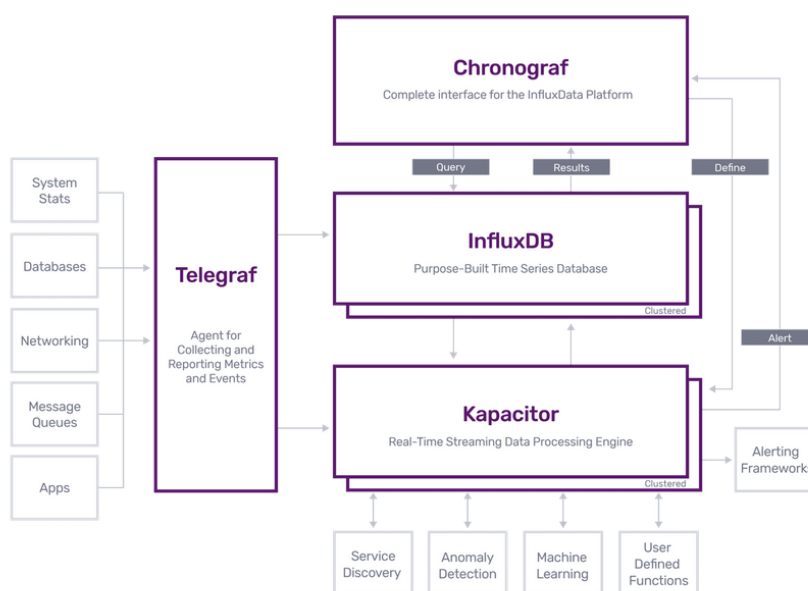 Chronograf
Complete interface for the InfluxData Platform
Query
Results
Define
System
Stats
Databases
Networking
Message
Queues
Apps
Telegraf
Agent for
Collecting and
Reporting Metrics
and Events
InfluxDB
Purpose-Built Time Series Database
Clustered
Alert
Kapacitor
Real-Time Streaming Data Processing Engine
Clustered
Alerting
Frameworks
Service
Discovery
Anomaly
Detection
Machine
Learning
User
Defined
Functions